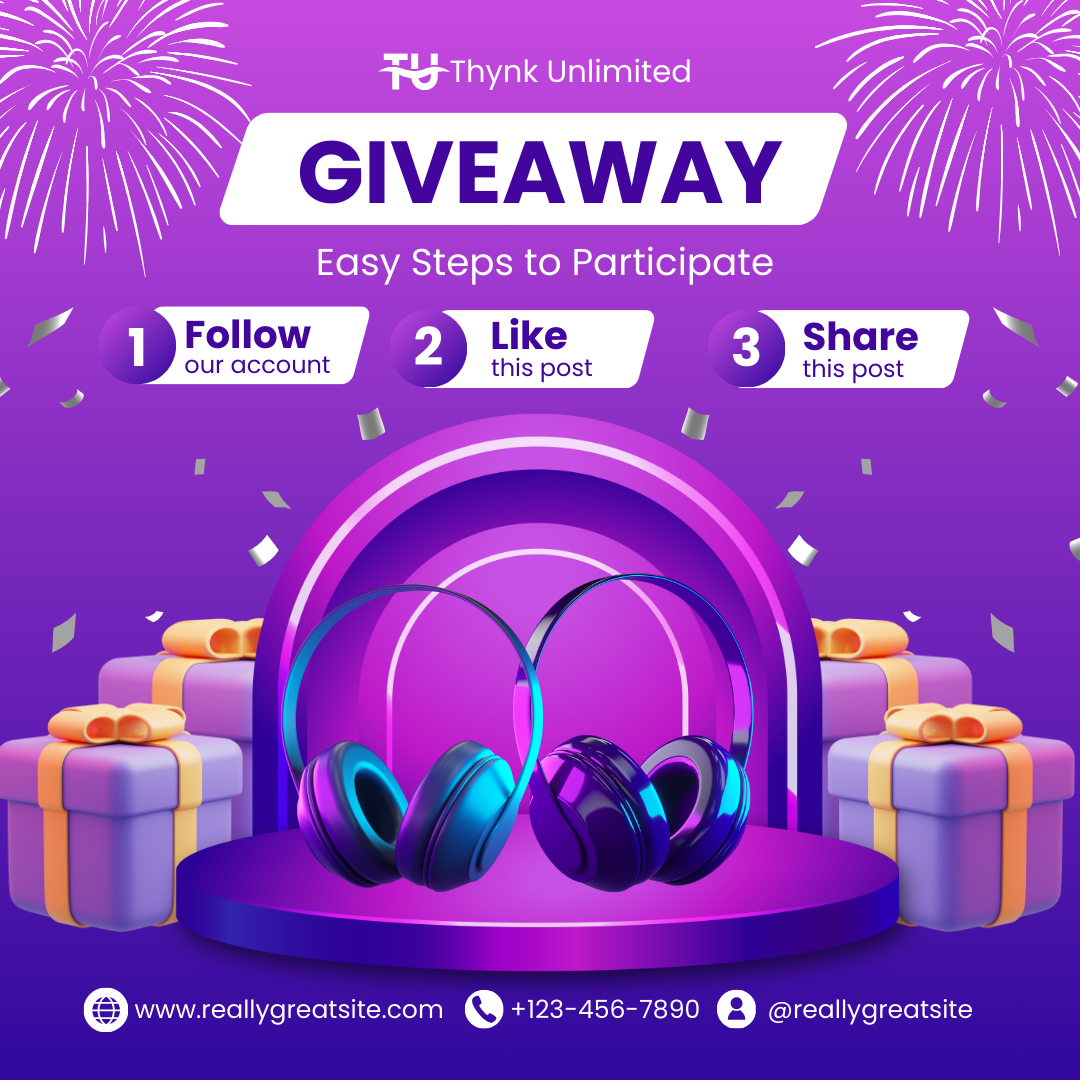 TU Thynk Unlimited
GIVEAWAY
Easy Steps to Participate
1 Follow
our account
2 Like
this post
3 Share
this post
www.reallygreatsite.com +123-456-7890 @reallygreatsite